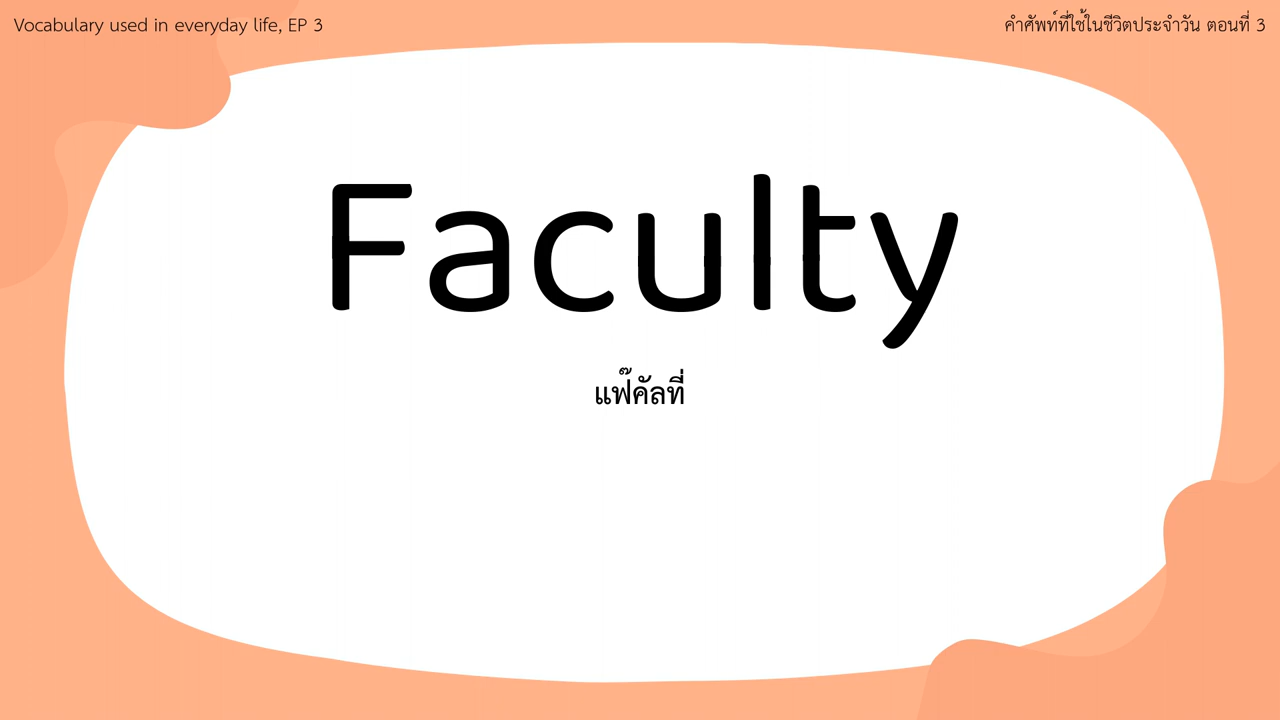 Vocabulary used in everyday life, EP 3
คำศัพท์ที่ใช้ในชีวิตประจำวัน ตอนที่ 3
Faculty
แฟ๊คัลที่